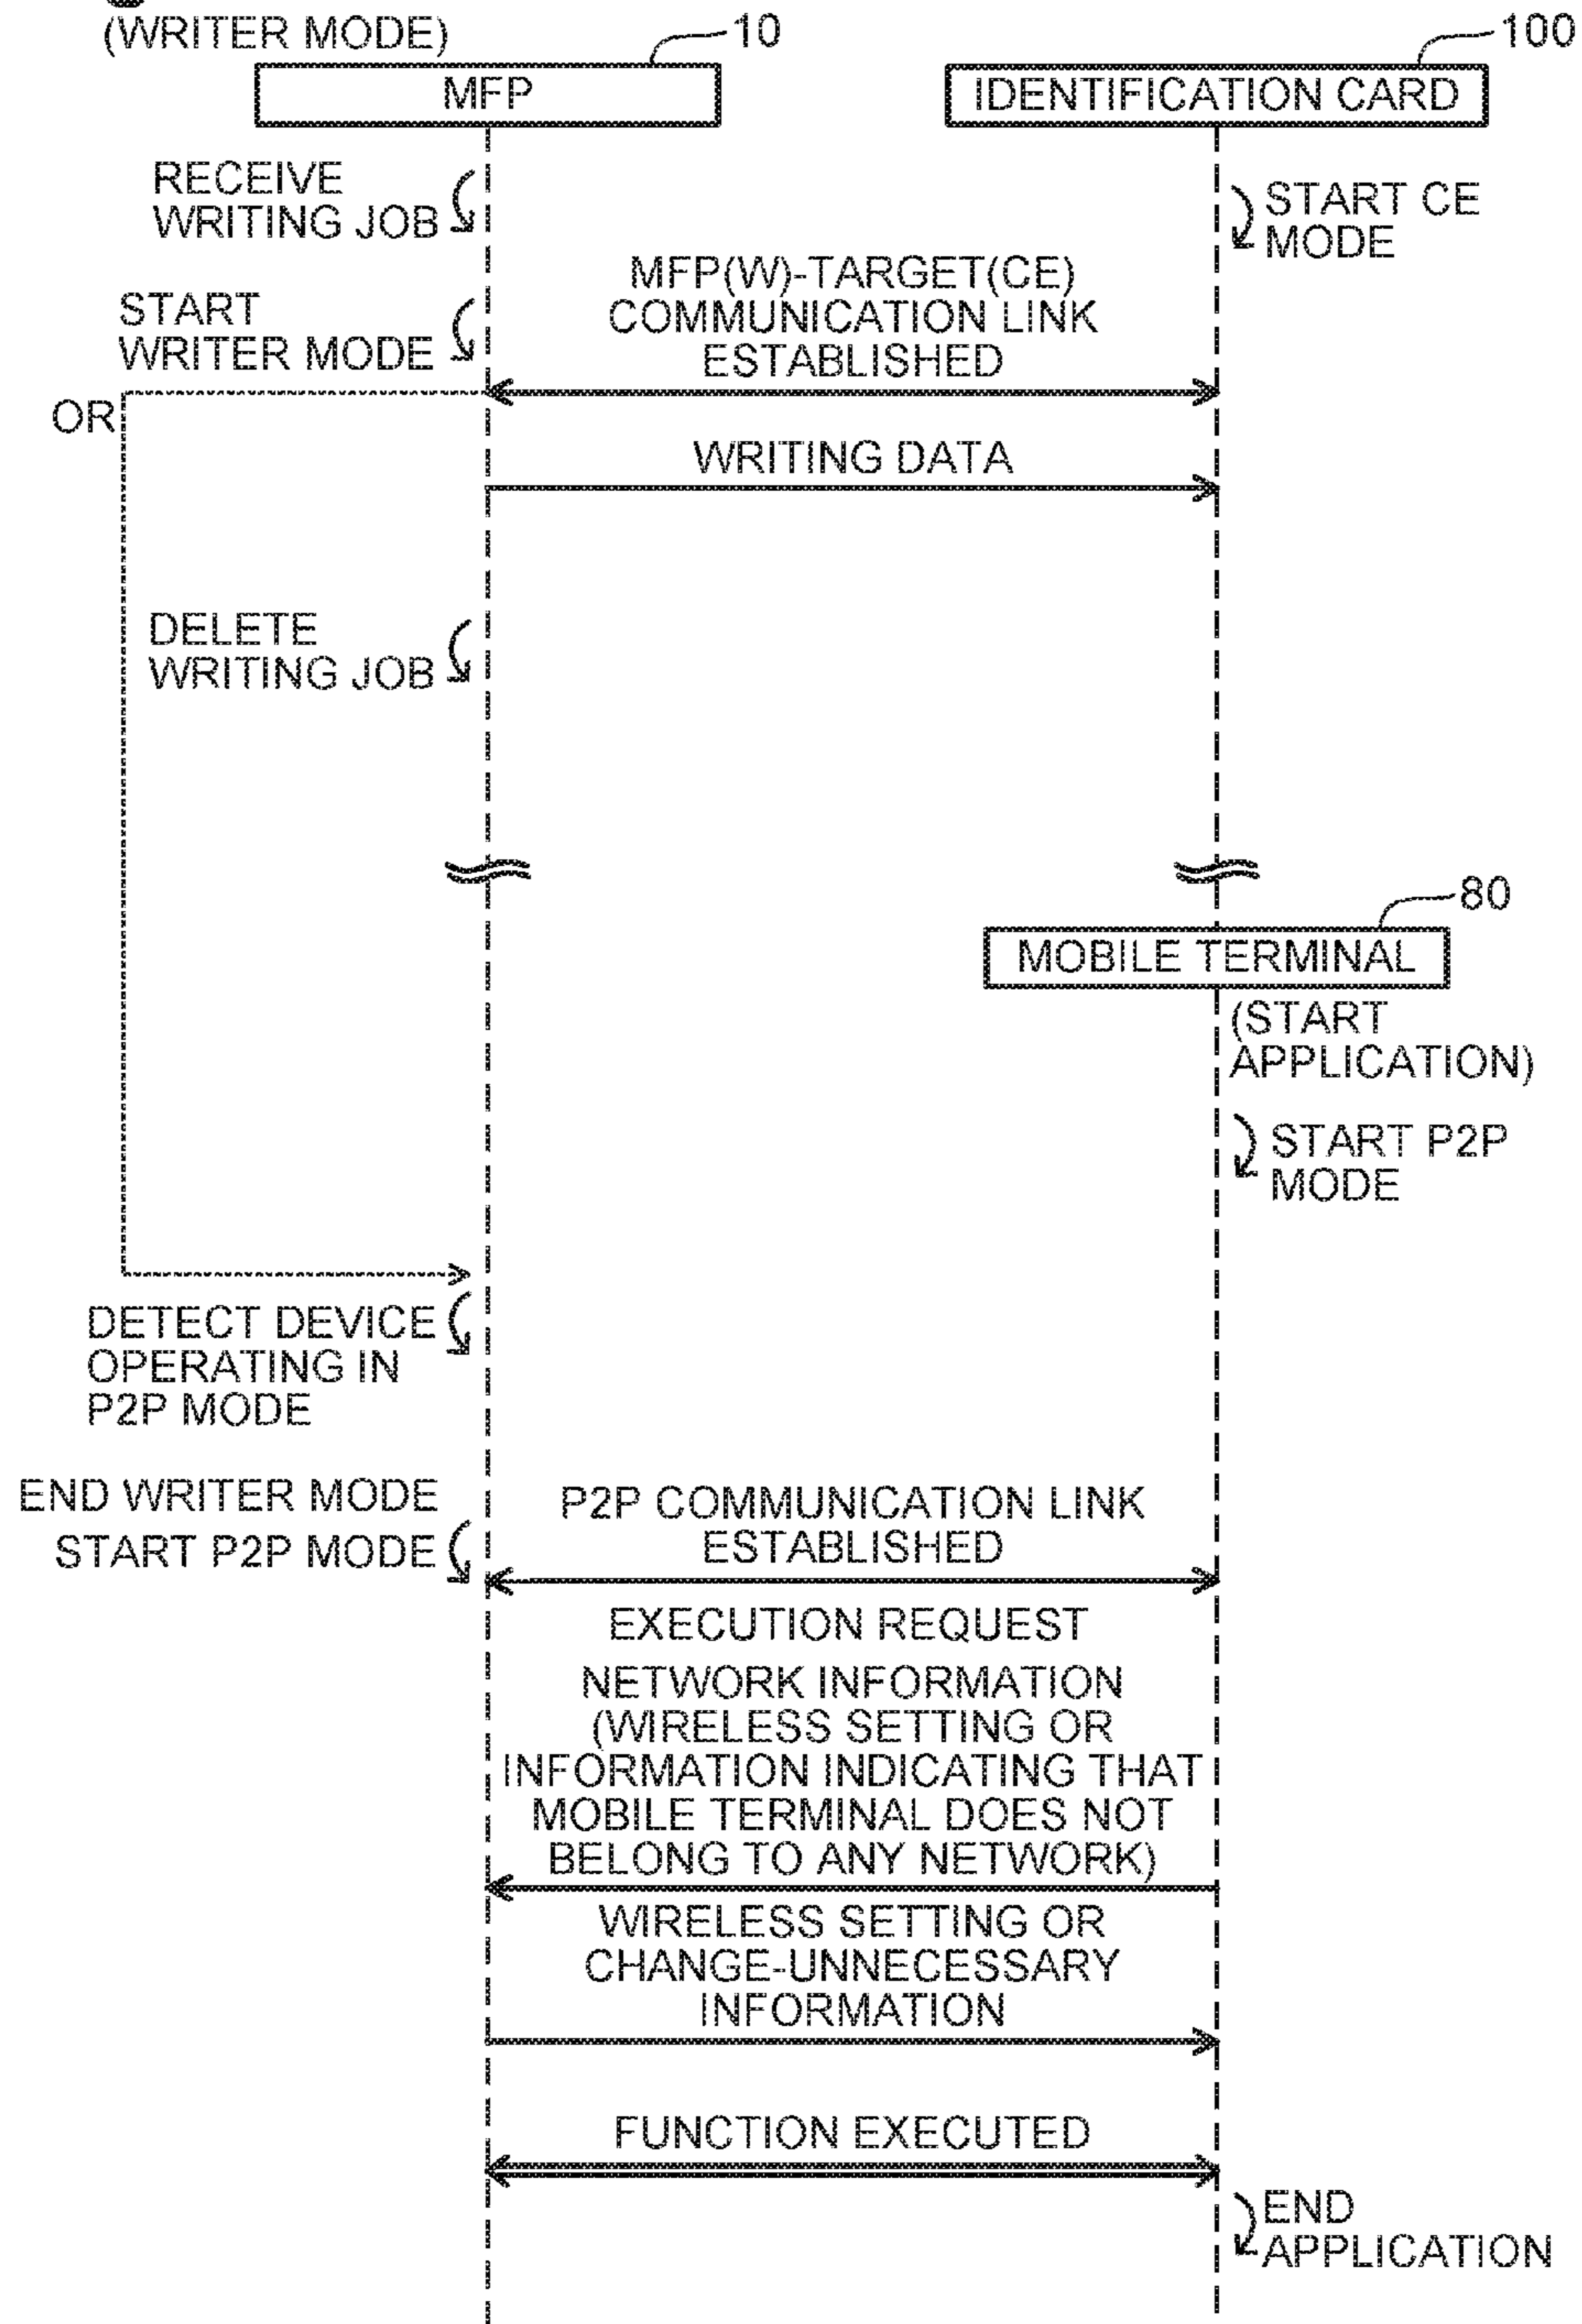 (WRITER MODE)
10
100
MFP
IDENTIFICATION CARD
RECEIVE
WRITING JOB
START CE
MODE
MFP(W)-TARGET(CE)
COMMUNICATION LINK
ESTABLISHED
START
WRITER MODE
OR
WRITING DATA
DELETE
WRITING JOB
80
MOBILE TERMINAL
(START
APPLICATION)
START P2P
MODE
DETECT DEVICE
OPERATING IN
P2P MODE
END WRITER MODE
START P2P MODE
P2P COMMUNICATION LINK
ESTABLISHED
EXECUTION REQUEST
NETWORK INFORMATION
(WIRELESS SETTING OR
INFORMATION INDICATING THAT
MOBILE TERMINAL DOES NOT
BELONG TO ANY NETWORK)
WIRELESS SETTING OR
CHANGE-UNNECESSARY
INFORMATION
FUNCTION EXECUTED
END
APPLICATION